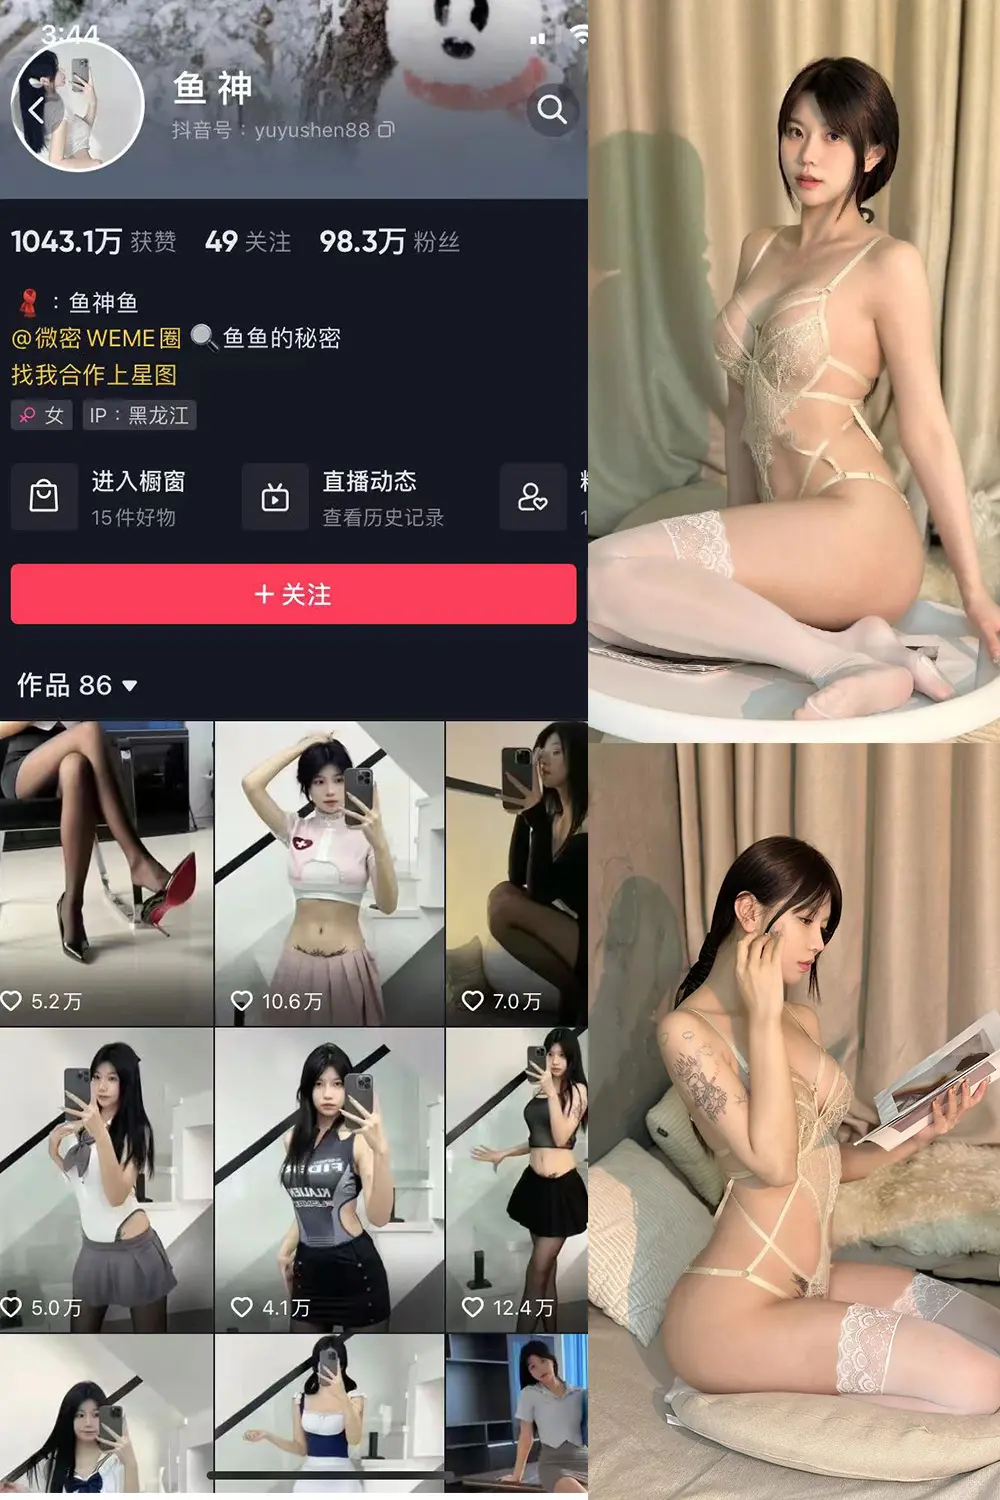 3:44
鱼 神
抖音号：yuyushen88
1043.1万 获赞 49 关注 98.3万 粉丝
：鱼神鱼
@微密 WEME圈 鱼鱼的秘密
找我合作上星图
女 IP：黑龙江
进入橱窗
15件好物
直播动态
查看历史记录
+ 关注
作品 86
5.2万
10.6万
7.0万
5.0万
4.1万
12.4万